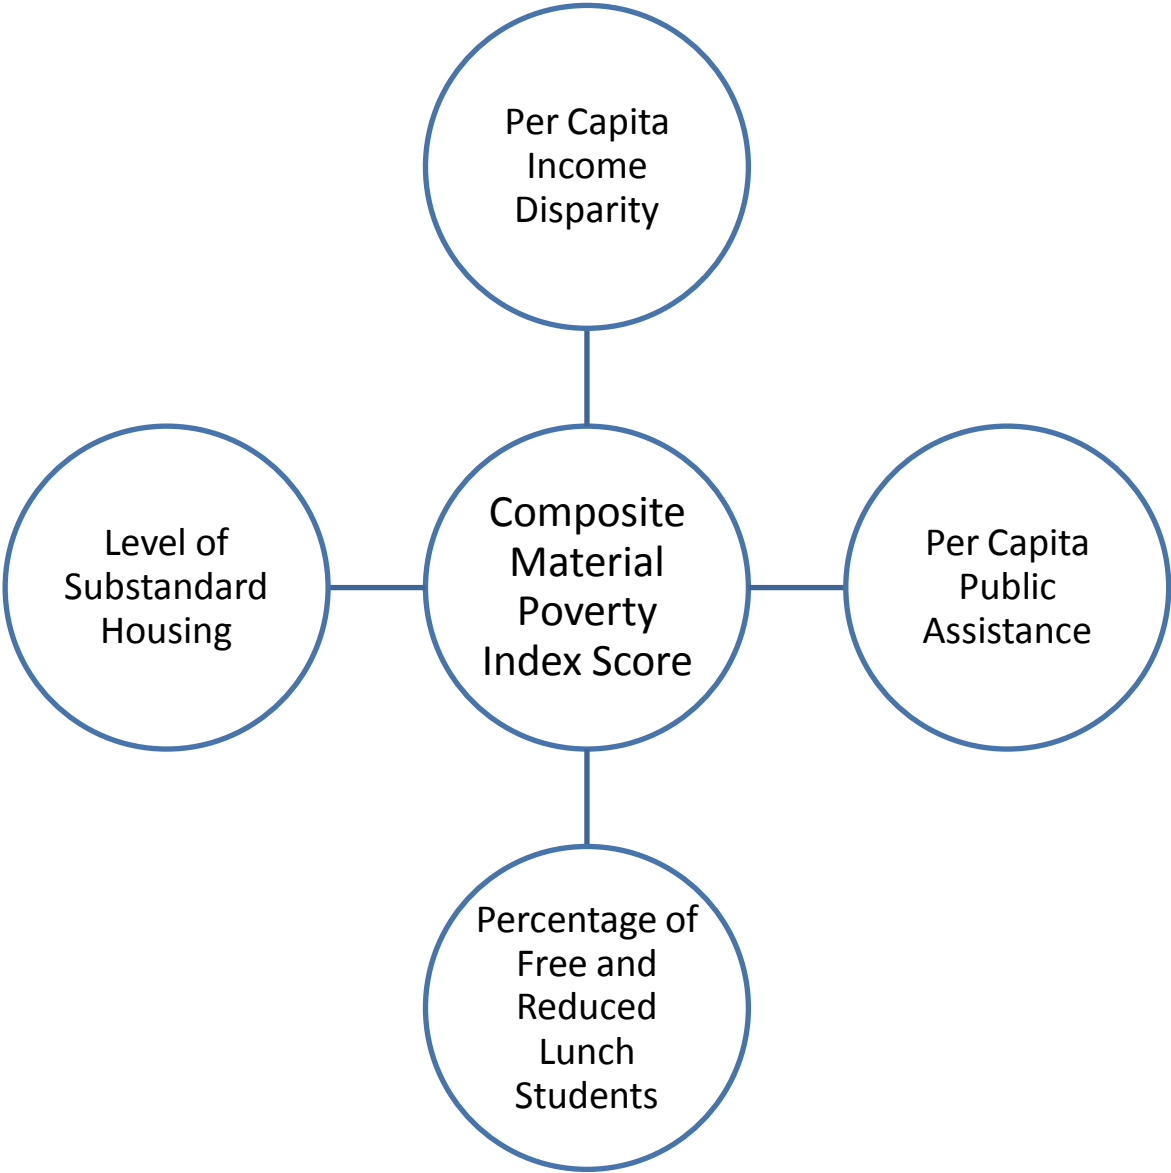 Per Capita
Income
Disparity
Level of
Substandard
Housing
Composite
Material
Poverty
Index Score
Per Capita
Public
Assistance
Percentage of
Free and
Reduced
Lunch
Students